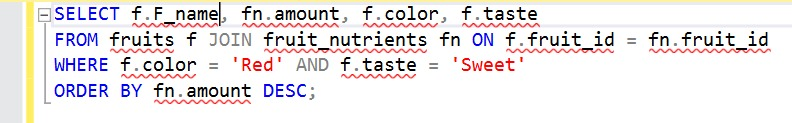 SELECT f.F_name, fn.amount, f.color, f.taste
FROM fruits f JOIN fruit_nutrients fn ON f.fruit_id = fn.fruit_id
WHERE f.color = 'Red' AND f.taste = 'Sweet'
ORDER BY fn.amount DESC;